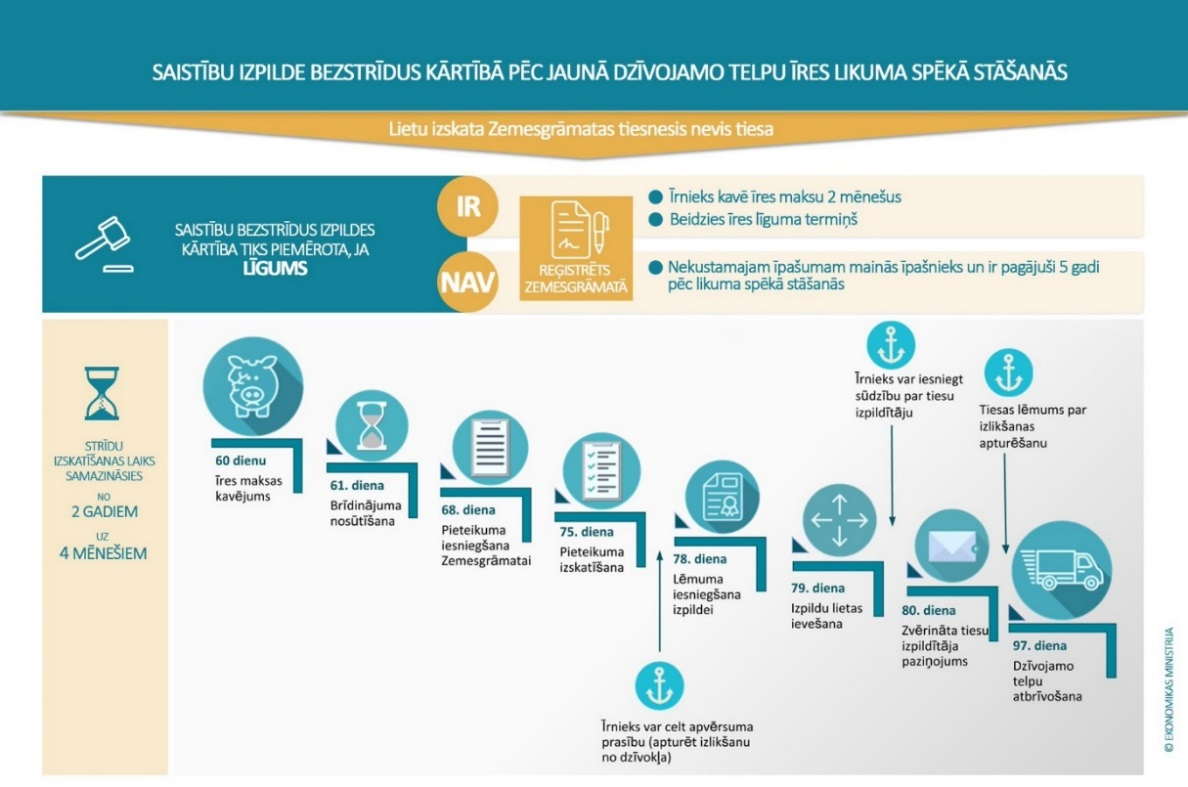 SAISTĪBU IZPILDE BEZSTRĪDUS KĀRTĪBĀ PĒC JAUNĀ DZĪVOJAMO TELPU ĪRES LIKUMA SPĒKĀ STĀŠANĀS
Lietu izskata Zemesgrāmatas tiesnesis nevis tiesa
SAISTĪBU BEZSTRĪDUS IZPILDES
KĀRTĪBA TIKS PIEMĒROTA, JA
LĪGUMS
IR
NAV
REĢISTRĒTS
ZEMESGRĀMATĀ
Īrnieks kavē īres maksu 2 mēnešus
Beidzies īres līguma termiņš
Nekustamajam īpašumam mainās īpašnieks un ir pagājuši 5 gadi
pēc likuma spēkā stāšanās
STRĪDU
IZSKATĪŠANAS LAIKS
SAMAZINĀSIES
NO
2 GADIEM
UZ
4 MĒNEŠIEM
60 dienu
īres maksas
kavējums
61. diena
Brīdinājuma
nosūtīšana
68. diena
Pieteikuma
iesniegšana
Zemesgrāmatai
75. diena
Pieteikuma
izskatīšana
Īrnieks var celt apvērsuma
prasību (apturēt izlikšanu
no dzīvokļa)
78. diena
Lēmuma
iesniegšana
izpildei
79. diena
Izpildu lietas
ievešana
Īrnieks var iesniegt
sūdzību par tiesu
izpildītāju
80. diena
Zvērināta tiesu
izpildītāja
paziņojums
Tiesas lēmums par
izlikšanas
apturēšanu
97. diena
Dzīvojamo
telpu
atbrīvošana
© EKONOMIKAS MINISTRIJA